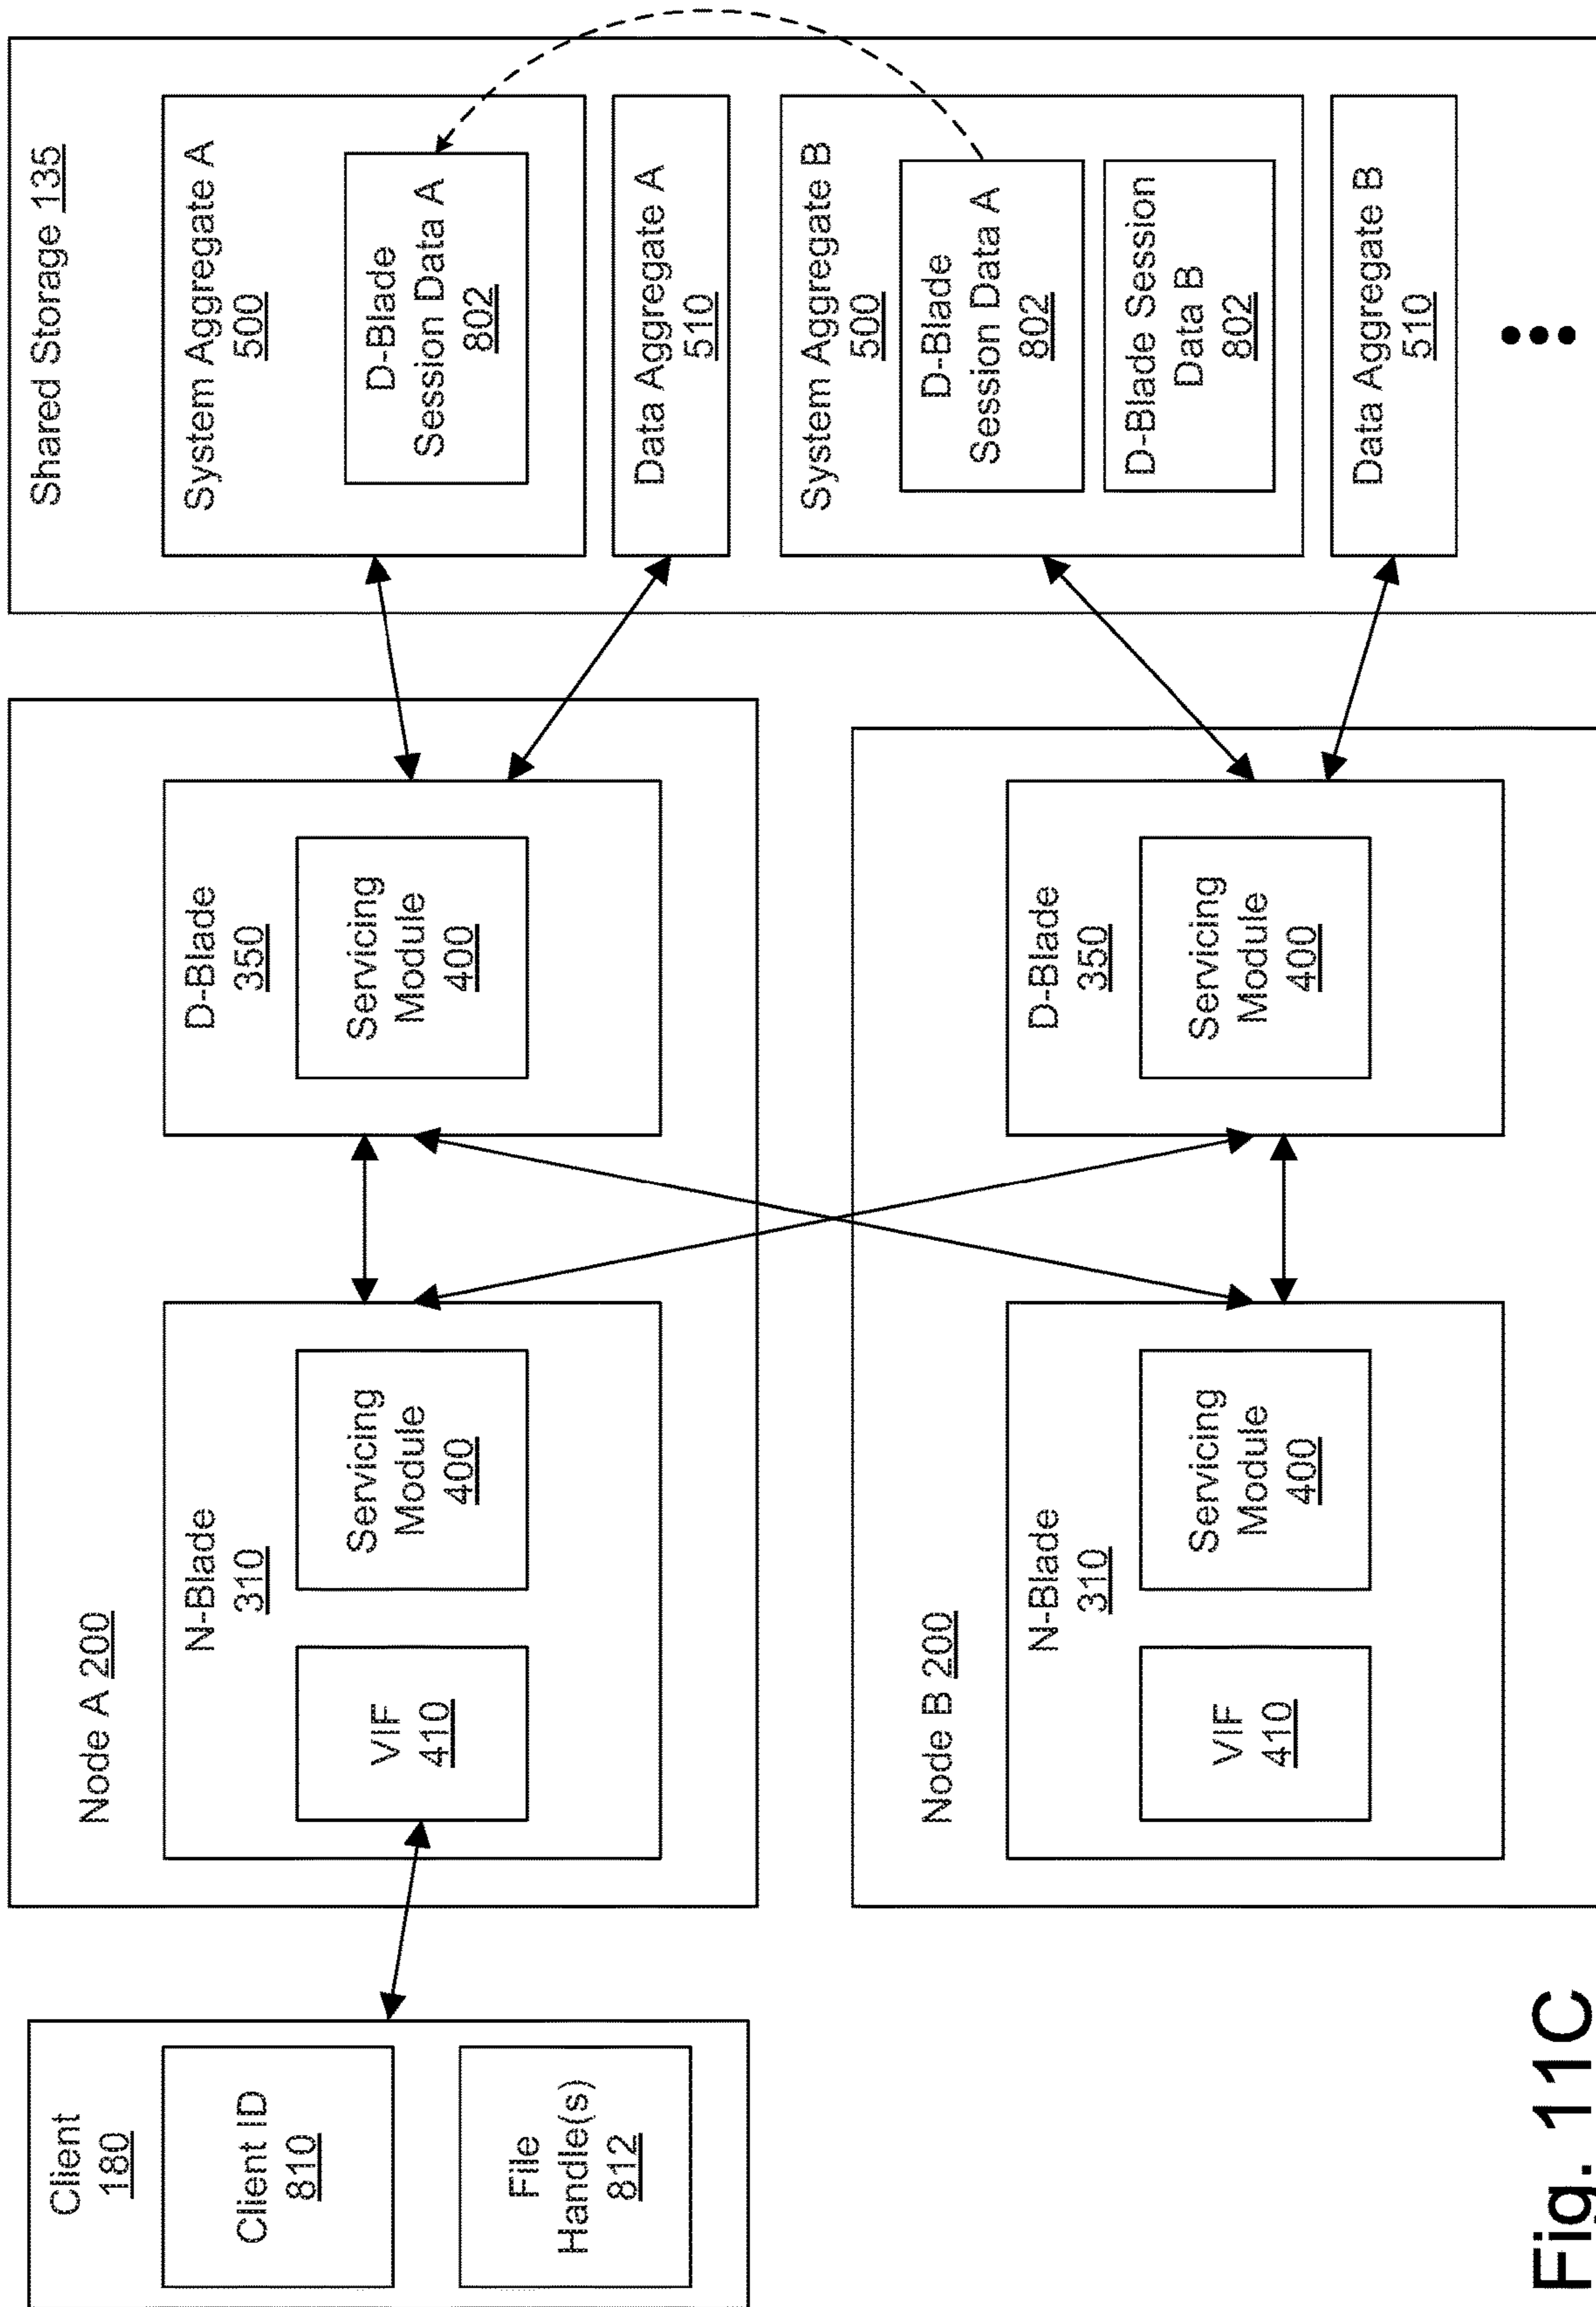 Client
180
Client ID
810
File
Handle(s)
812
Node A 200
N-Blade
310
VIF
410
Servicing
Module
400
D-Blade
350
Servicing
Module
400
Node B 200
N-Blade
310
VIF
410
Servicing
Module
400
D-Blade
350
Servicing
Module
400
Shared Storage 135
System Aggregate A
500
D-Blade
Session Data A
802
Data Aggregate A
510
System Aggregate B
500
D-Blade
Session Data A
802
D-Blade Session
Data B
802
Data Aggregate B
510
Fig. 11C